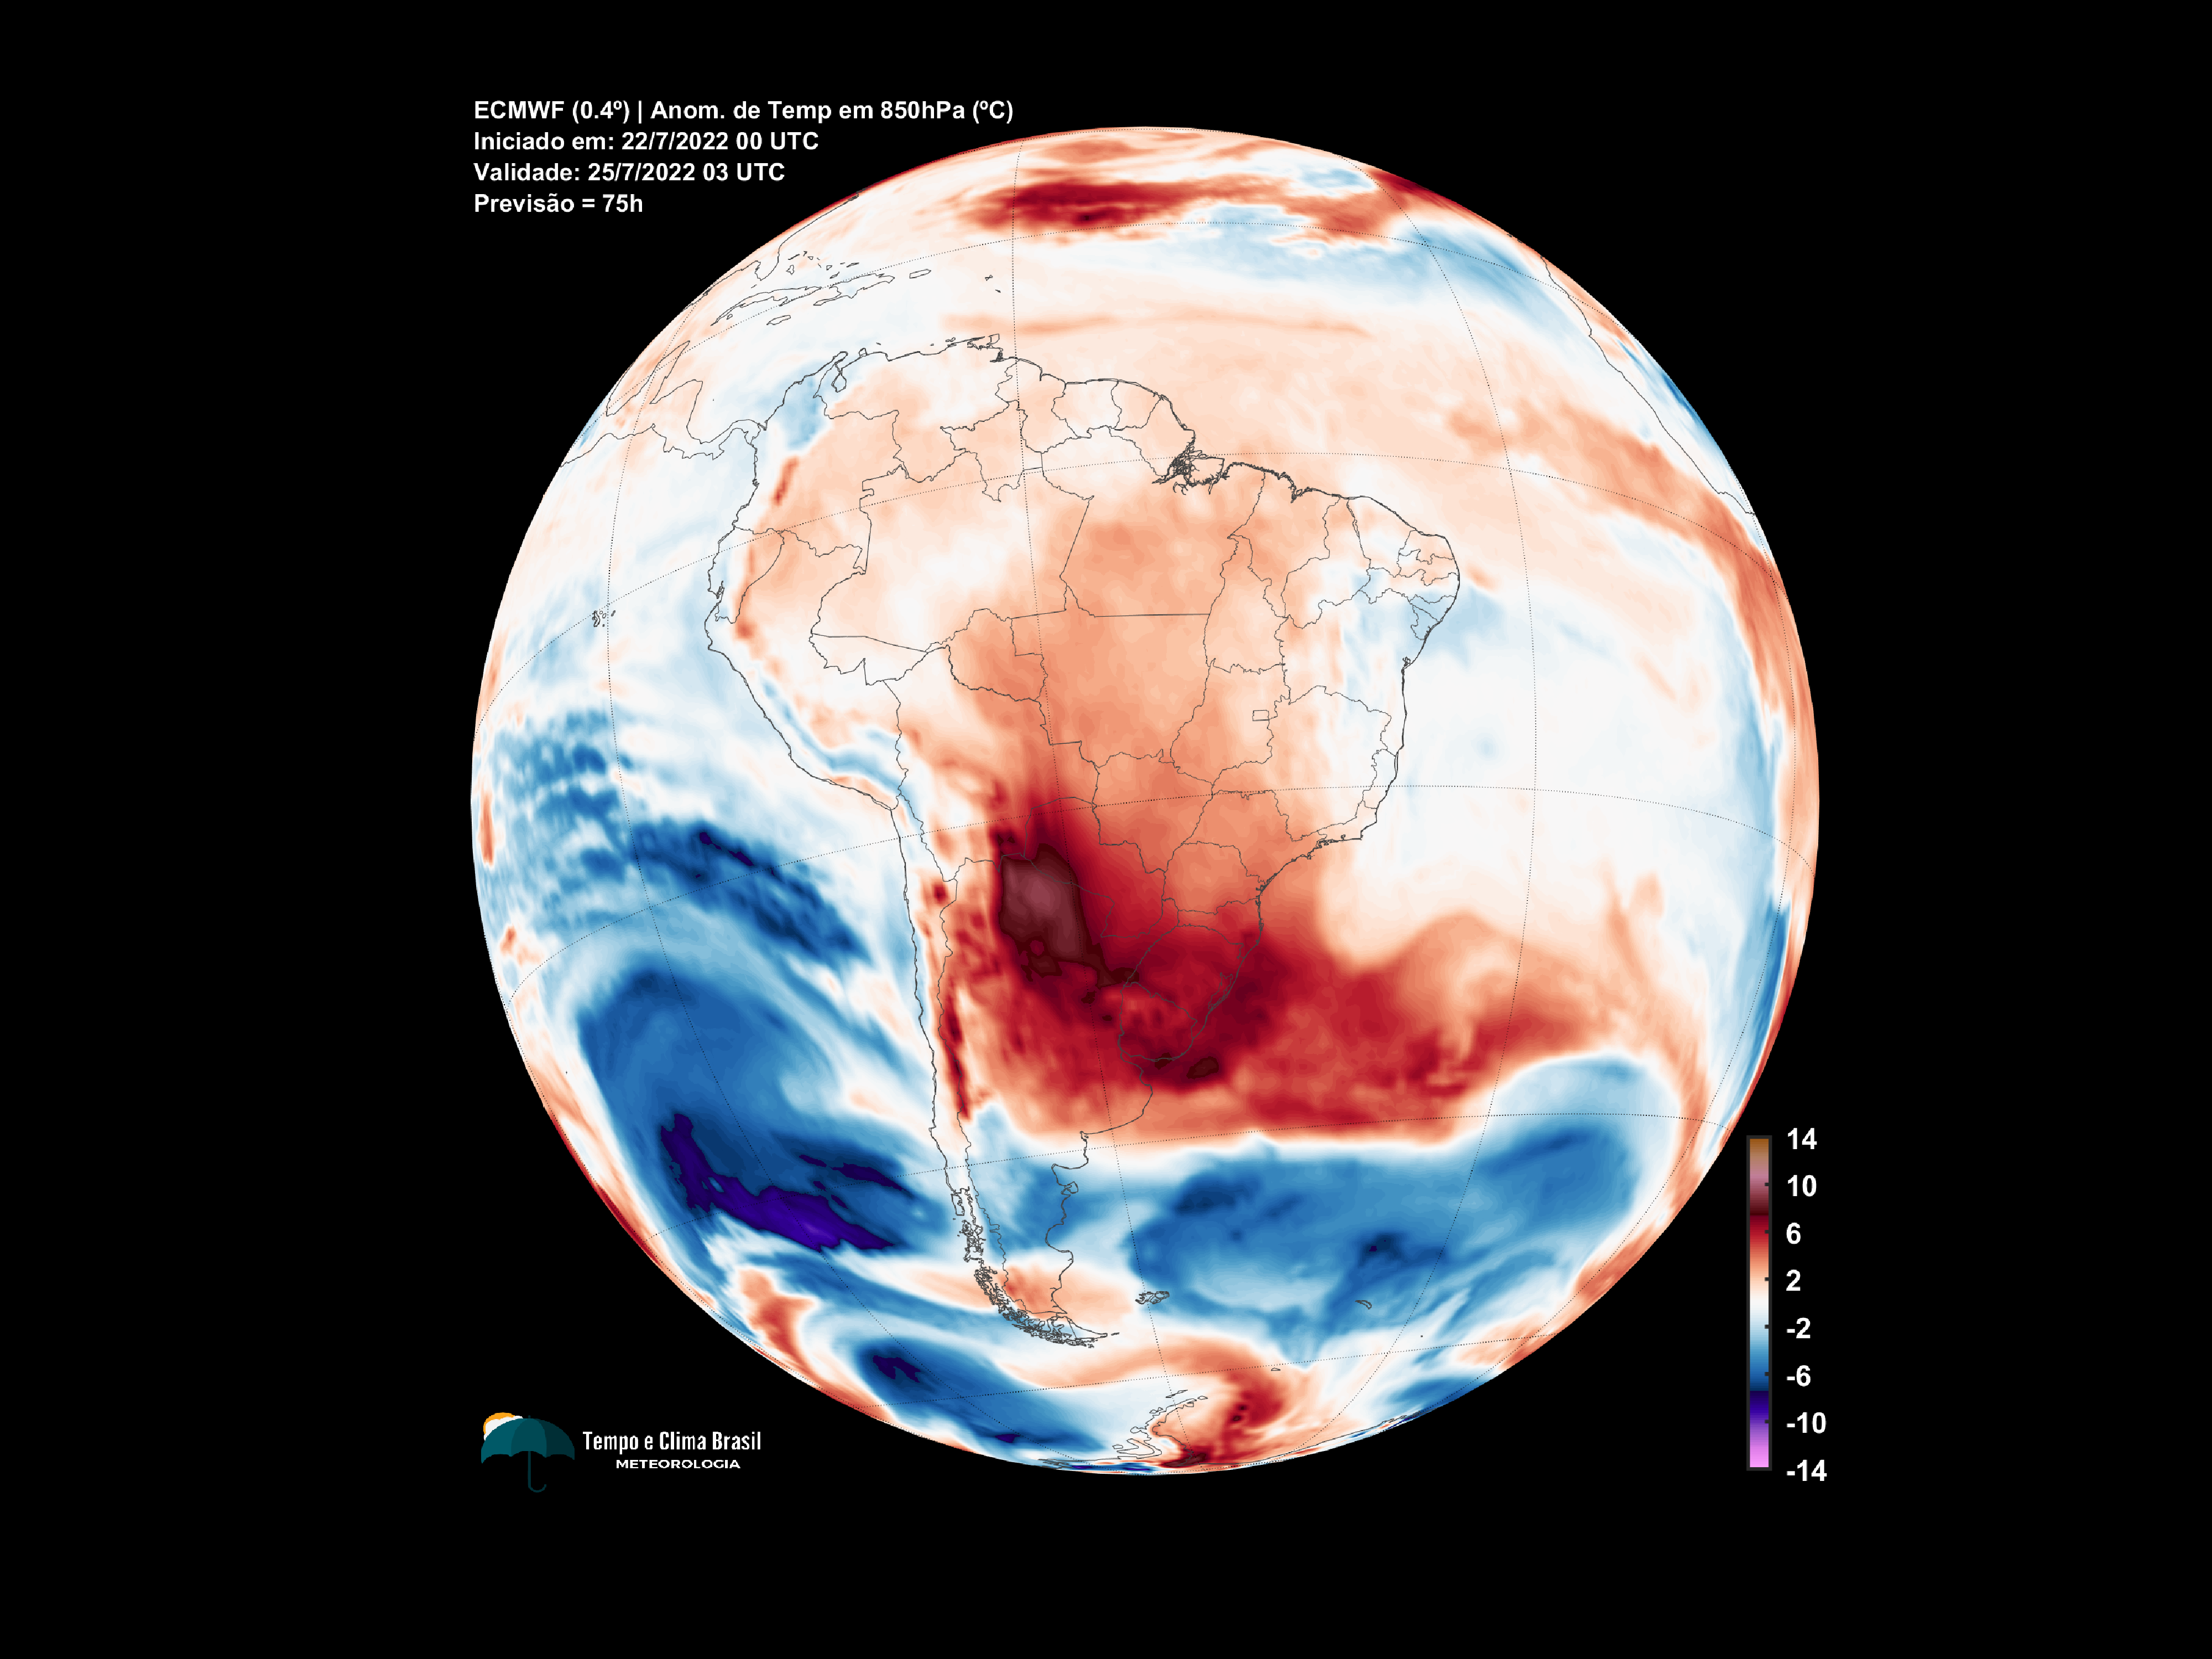 ECMWF (0.4º) | Anom. de Temp em 850hPa (ºC)
Iniciado em: 22/7/2022 00 UTC
Validade: 25/7/2022 03 UTC
Previsão = 75h
14
10
6
2
-2
-6
-10
-14
Tempo e Clima Brasil
METEOROLOGIA